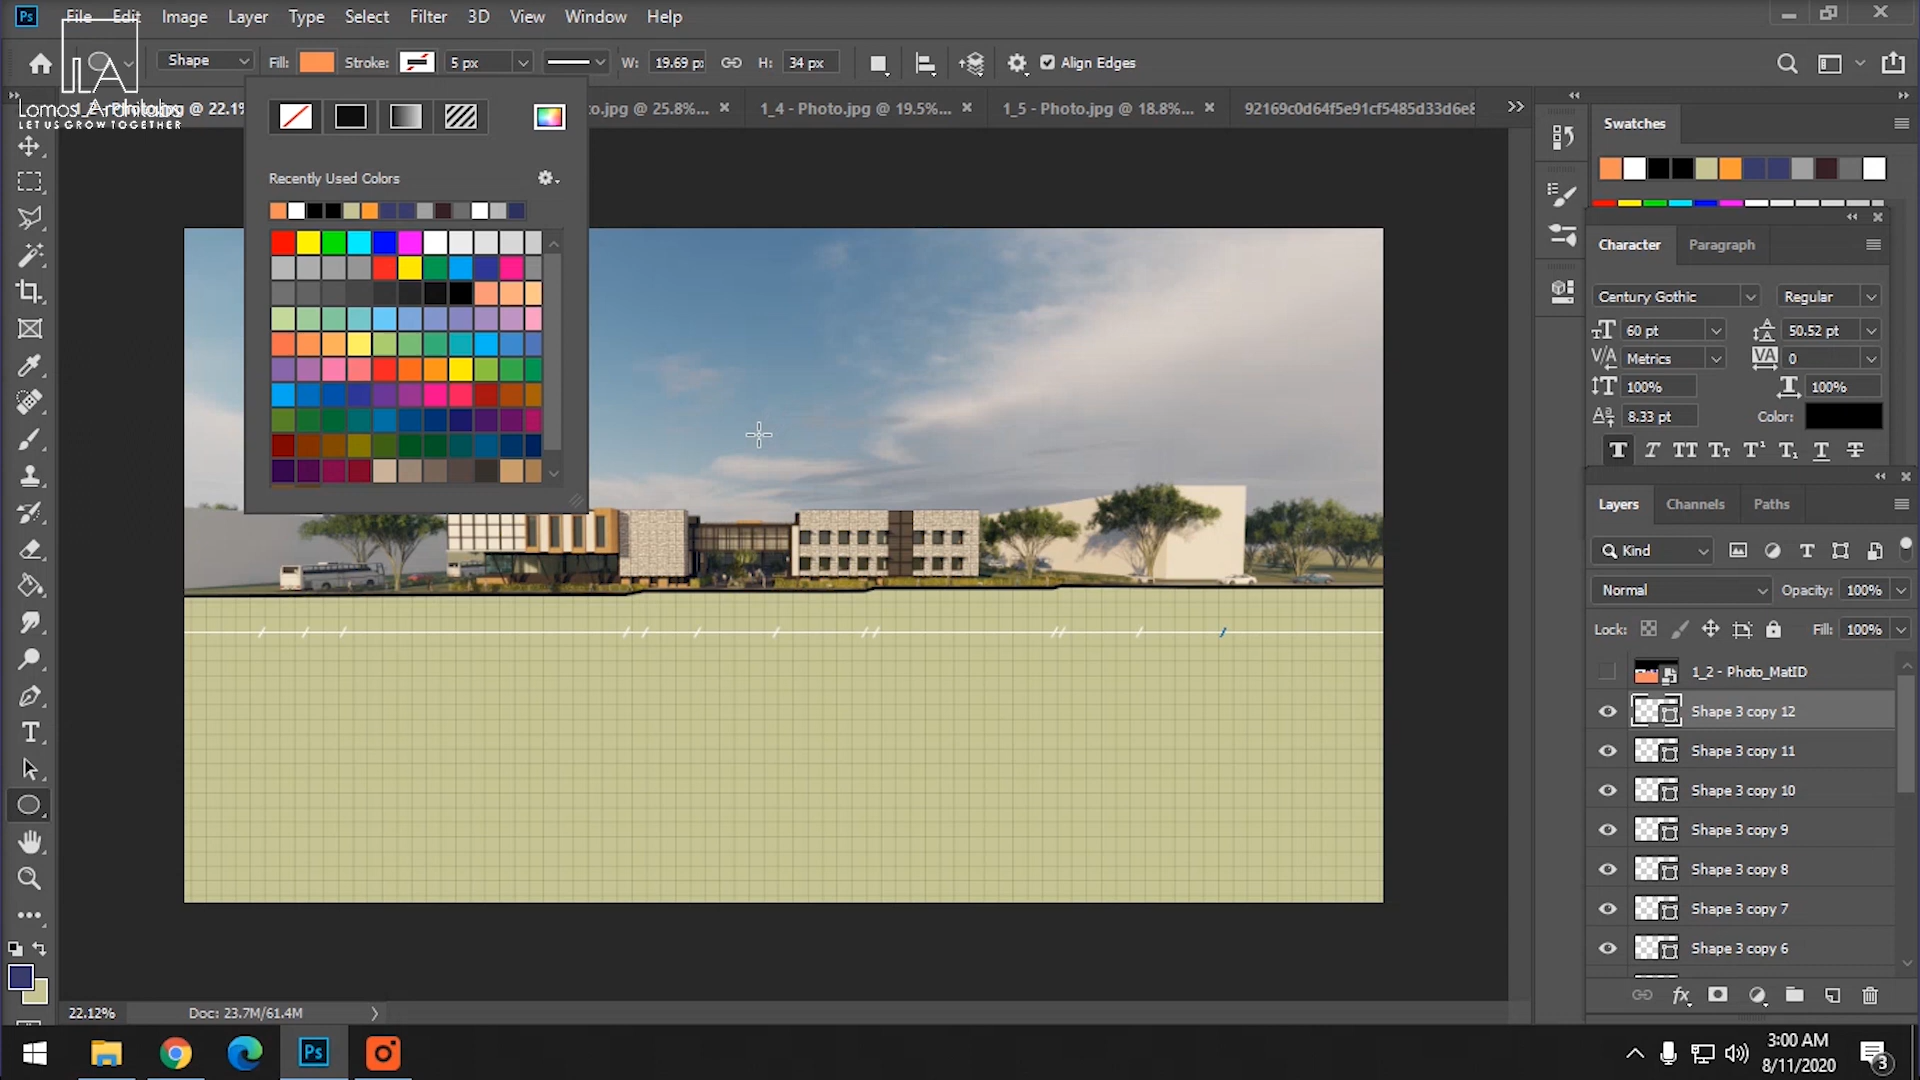 Ps File Edit Image Layer Type Select Filter 3D View Window Help
Shape Fill: Stroke: 5 px W: 19.69 p H: 34 px Align Edges
LA
Lomos Architabs
LET US GROW TOGETHER
@ 22.1% to.jpg @ 25.8%... 1_4 - Photo.jpg @ 19.5%... 1_5 - Photo.jpg @ 18.8%... 92169c0d64f5e91cf5485d33d6e8
Recently Used Colors
Swatches
Character Paragraph
Century Gothic Regular
60 pt 50.52 pt
Metrics 0
100% 100%
8.33 pt Color:
Layers Channels Paths
Kind
Normal Opacity: 100%
Lock: Fill: 100%
1_2 - Photo_MatID
Shape 3 copy 12
Shape 3 copy 11
Shape 3 copy 10
Shape 3 copy 9
Shape 3 copy 8
Shape 3 copy 7
Shape 3 copy 6
22.12% Doc: 23.7M/61.4M
Ps
3:00 AM
8/11/2020
3